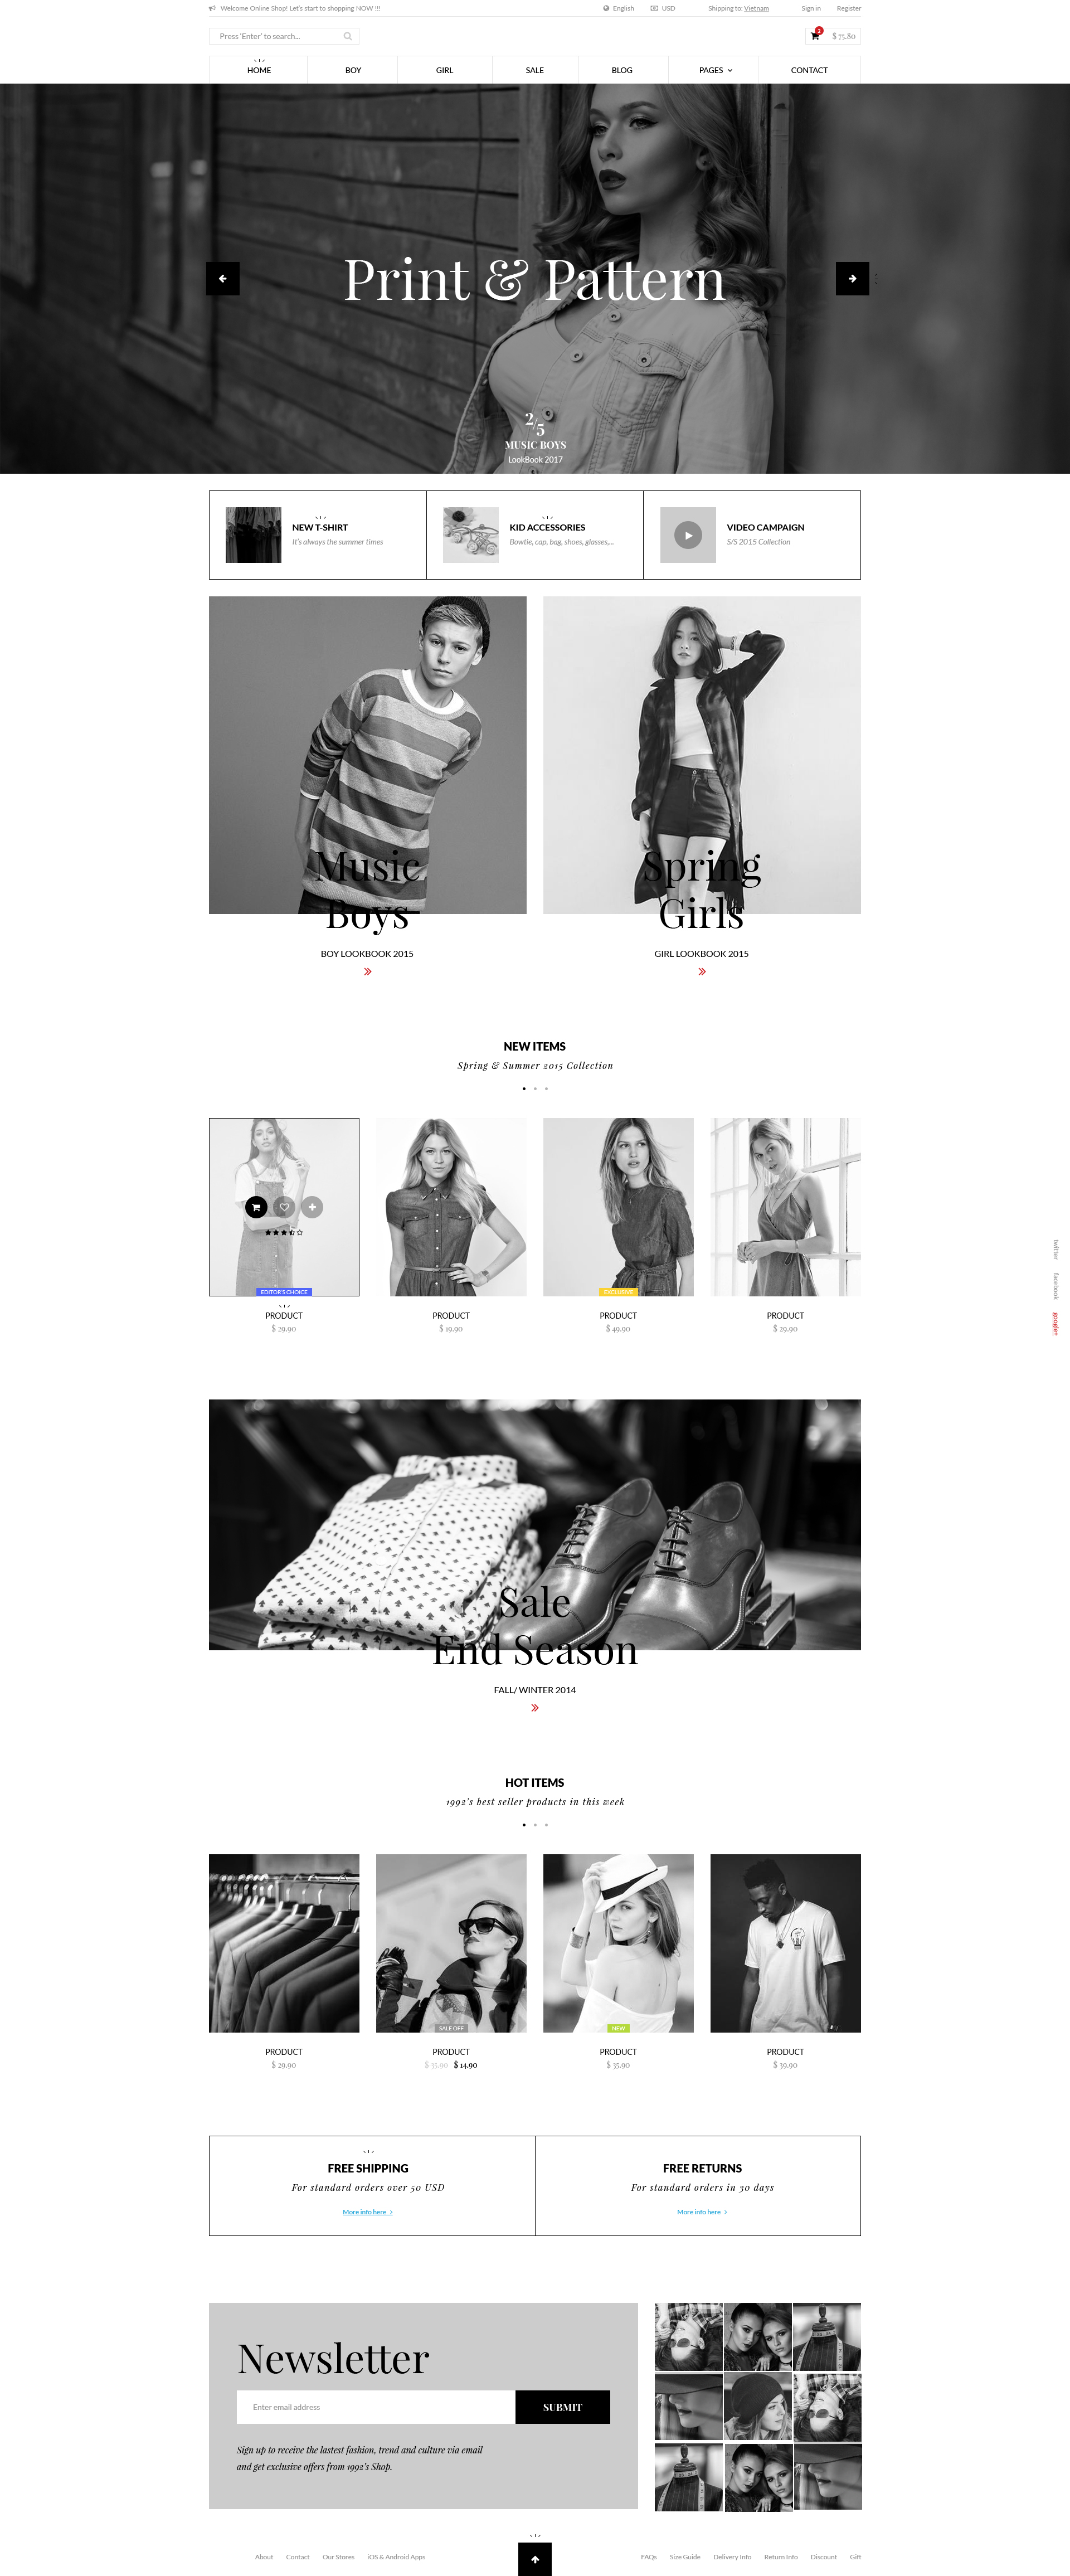 Welcome Online Shop! Let's start to shopping NOW !!!
English
USD
Shipping to: Vietnam
Sign in
Register
Press 'Enter' to search...
2
$ 75.80
HOME
BOY
GIRL
SALE
BLOG
PAGES
CONTACT
Print & Pattern
2/5
MUSIC BOYS
LookBook 2017
NEW T-SHIRT
It's always the summer times
KID ACCESSORIES
Bowtie, cap, bag, shoes, glasses,...
VIDEO CAMPAIGN
S/S 2015 Collection
Music
Boys
BOY LOOKBOOK 2015
Spring
Girls
GIRL LOOKBOOK 2015
NEW ITEMS
Spring & Summer 2015 Collection
EDITOR'S CHOICE
PRODUCT
$ 29.90
PRODUCT
$ 19.90
EXCLUSIVE
PRODUCT
$ 49.90
PRODUCT
$ 29.90
twitter
facebook
google+
Sale
End Season
FALL/ WINTER 2014
HOT ITEMS
1992's best seller products in this week
PRODUCT
$ 29.90
SALE OFF
PRODUCT
$ 35.90 $ 14.90
NEW
PRODUCT
$ 35.90
PRODUCT
$ 39.90
FREE SHIPPING
For standard orders over 50 USD
More info here
FREE RETURNS
For standard orders in 30 days
More info here
Newsletter
Enter email address
SUBMIT
Sign up to receive the lastest fashion, trend and culture via email
and get exclusive offers from 1992's Shop.
About
Contact
Our Stores
iOS & Android Apps
FAQs
Size Guide
Delivery Info
Return Info
Discount
Gift